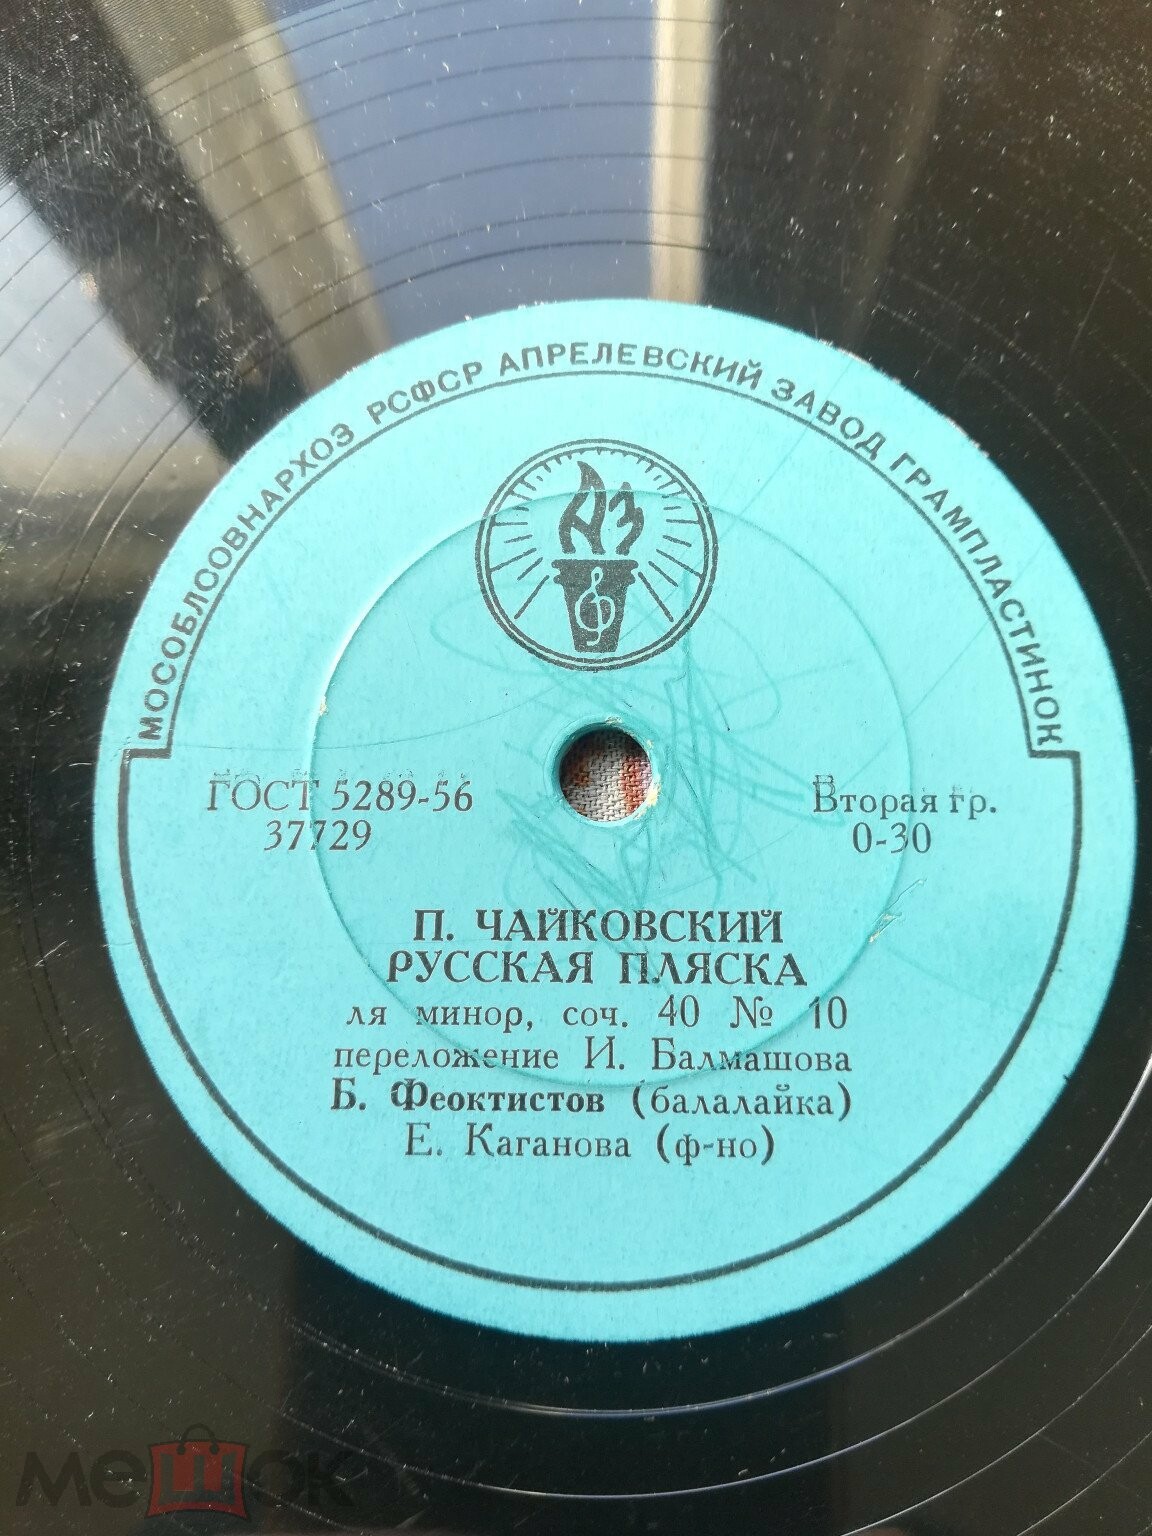 МОСОБЛСОВНАРХОЗ РСФСР АПРЕЛЕВСКИЙ ЗАВОД ГРАМПЛАСТИНОК
АЗ
ГОСТ 5289-56
37729
Вторая гр.
0-30
П. ЧАЙКОВСКИЙ
РУССКАЯ ПЛЯСКА
ля минор, соч. 40 № 10
переложение И. Балмашова
Б. Феоктистов (балалайка)
Е. Каганова (ф-но)
мешок